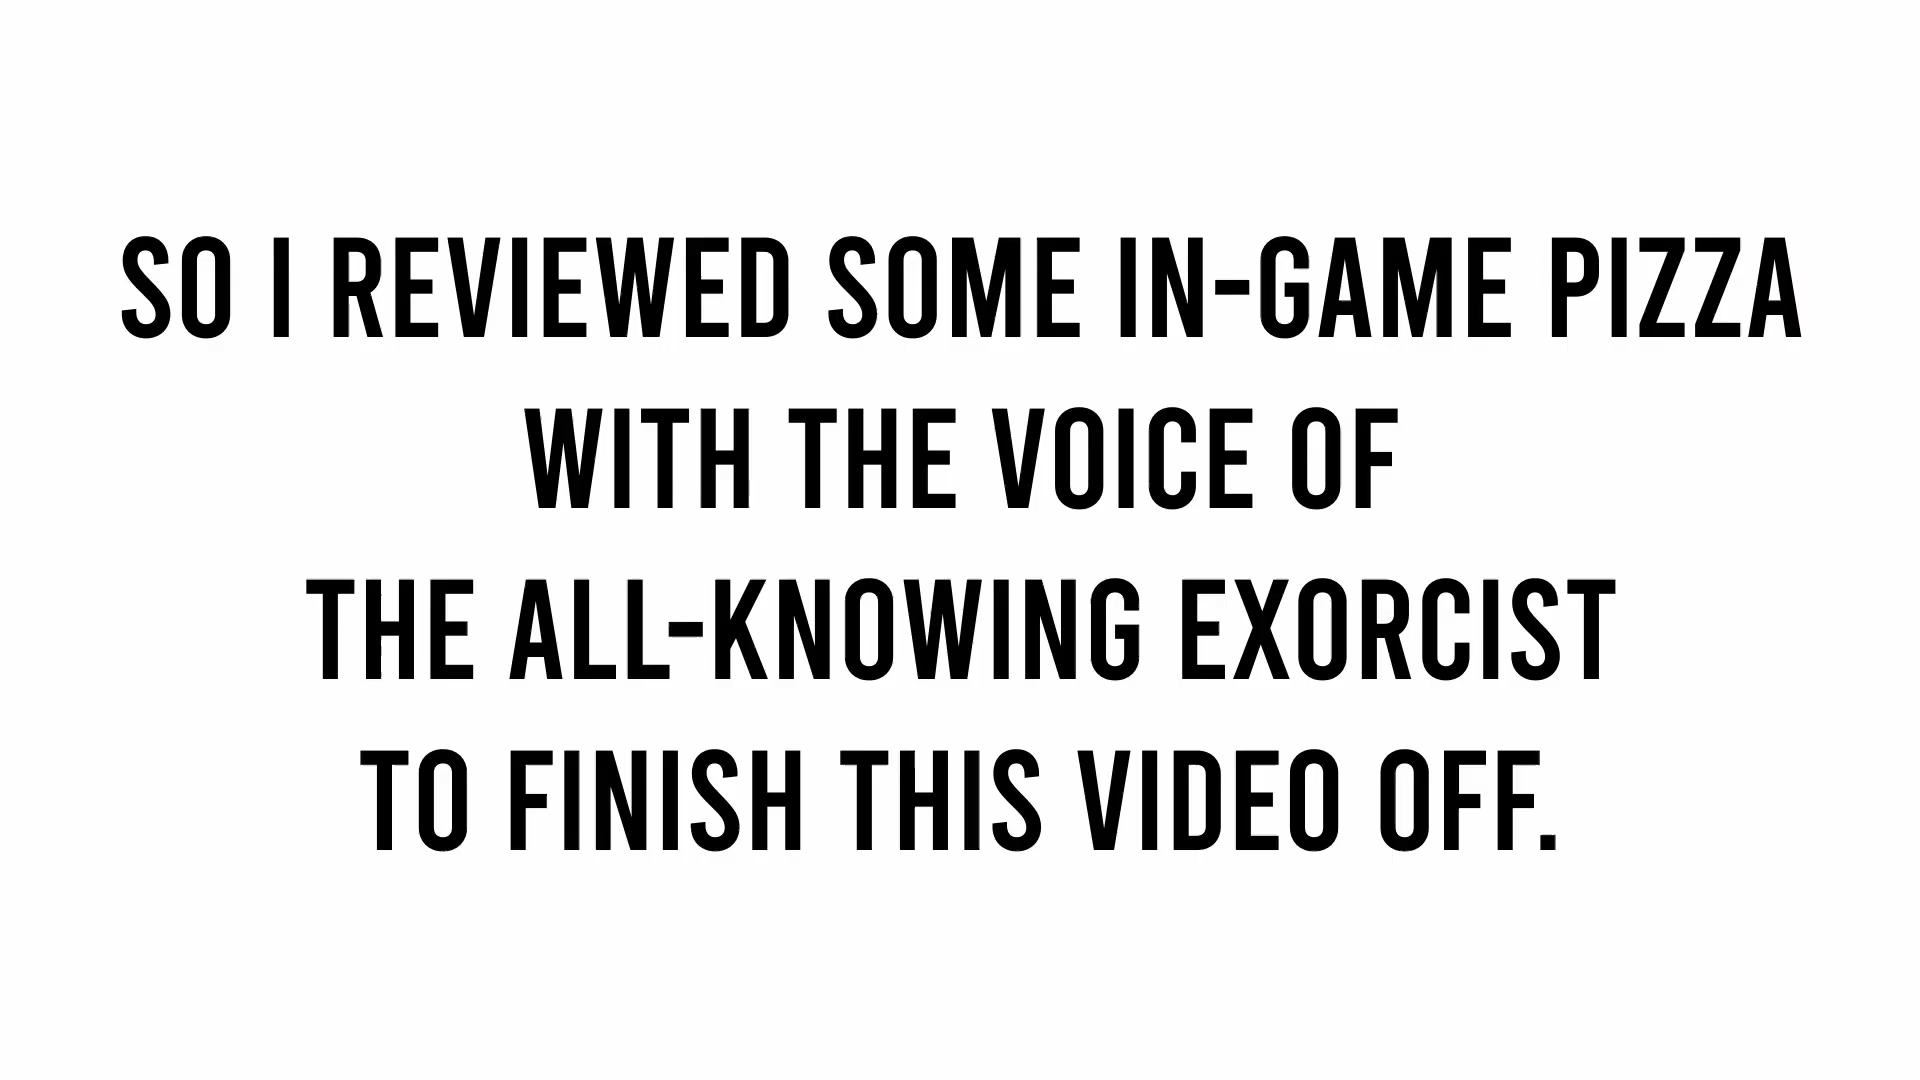 SO I REVIEWED SOME IN-GAME PIZZA
WITH THE VOICE OF
THE ALL-KNOWING EXORCIST
TO FINISH THIS VIDEO OFF.